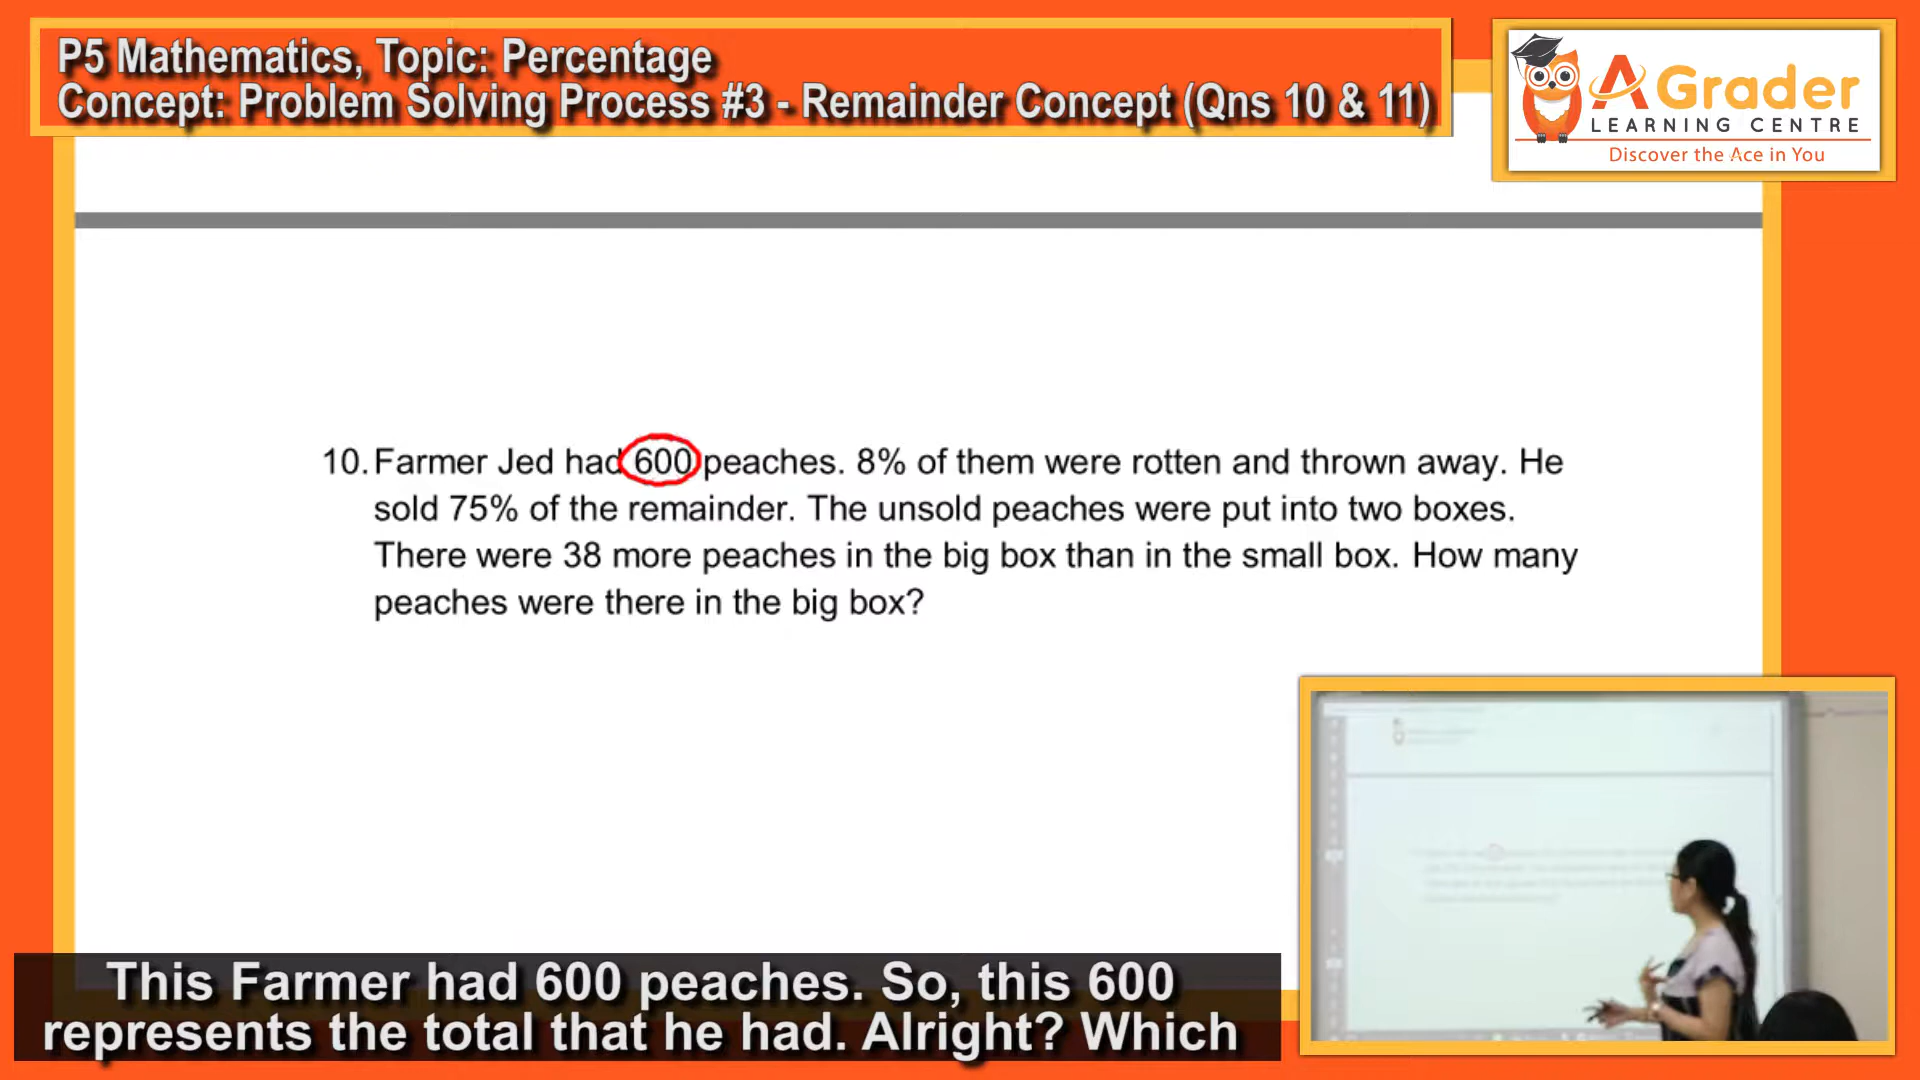 P5 Mathematics, Topic: Percentage
Concept: Problem Solving Process #3 - Remainder Concept (Qns 10 & 11)
A Grader
LEARNING CENTRE
Discover the Ace in You
10. Farmer Jed had 600 peaches. 8% of them were rotten and thrown away. He
sold 75% of the remainder. The unsold peaches were put into two boxes.
There were 38 more peaches in the big box than in the small box. How many
peaches were there in the big box?
This Farmer had 600 peaches. So, this 600
represents the total that he had. Alright? Which